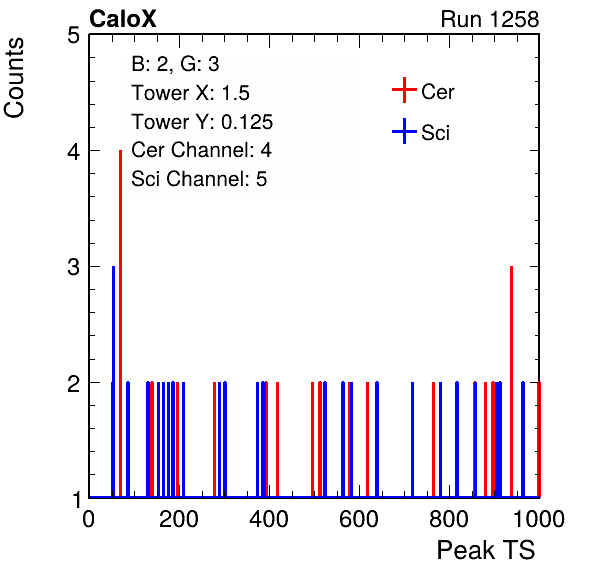 CaloX Run 1258
Counts
B: 2, G: 3
Tower X: 1.5
Tower Y: 0.125
Cer Channel: 4
Sci Channel: 5
Cer
Sci
5
4
3
2
1
0 200 400 600 800 1000
Peak TS